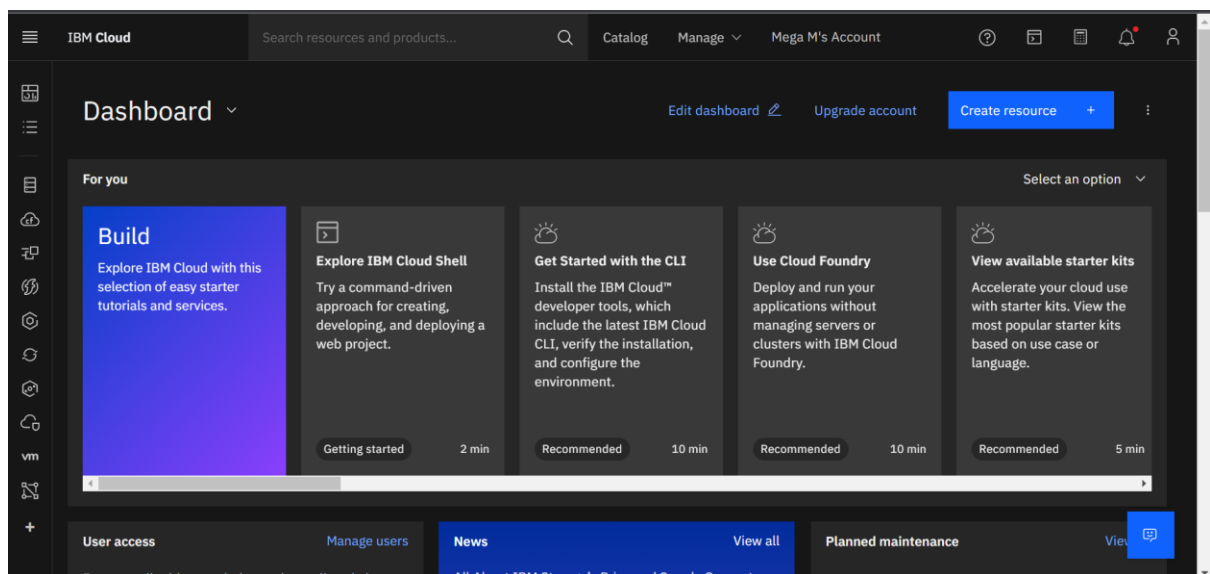 IBM Cloud Search resources and products... Catalog Manage Mega M's Account
Dashboard Edit dashboard Upgrade account Create resource +
For you Select an option
Build
Explore IBM Cloud with this
selection of easy starter
tutorials and services.
Explore IBM Cloud Shell
Try a command-driven
approach for creating,
developing, and deploying a
web project.
Getting started 2 min
Get Started with the CLI
Install the IBM Cloud™
developer tools, which
include the latest IBM Cloud
CLI, verify the installation,
and configure the
environment.
Recommended 10 min
Use Cloud Foundry
Deploy and run your
applications without
managing servers or
clusters with IBM Cloud
Foundry.
Recommended 10 min
View available starter kits
Accelerate your cloud use
with starter kits. View the
most popular starter kits
based on use case or
language.
Recommended 5 min
vm
+
User access Manage users
News View all
Planned maintenance